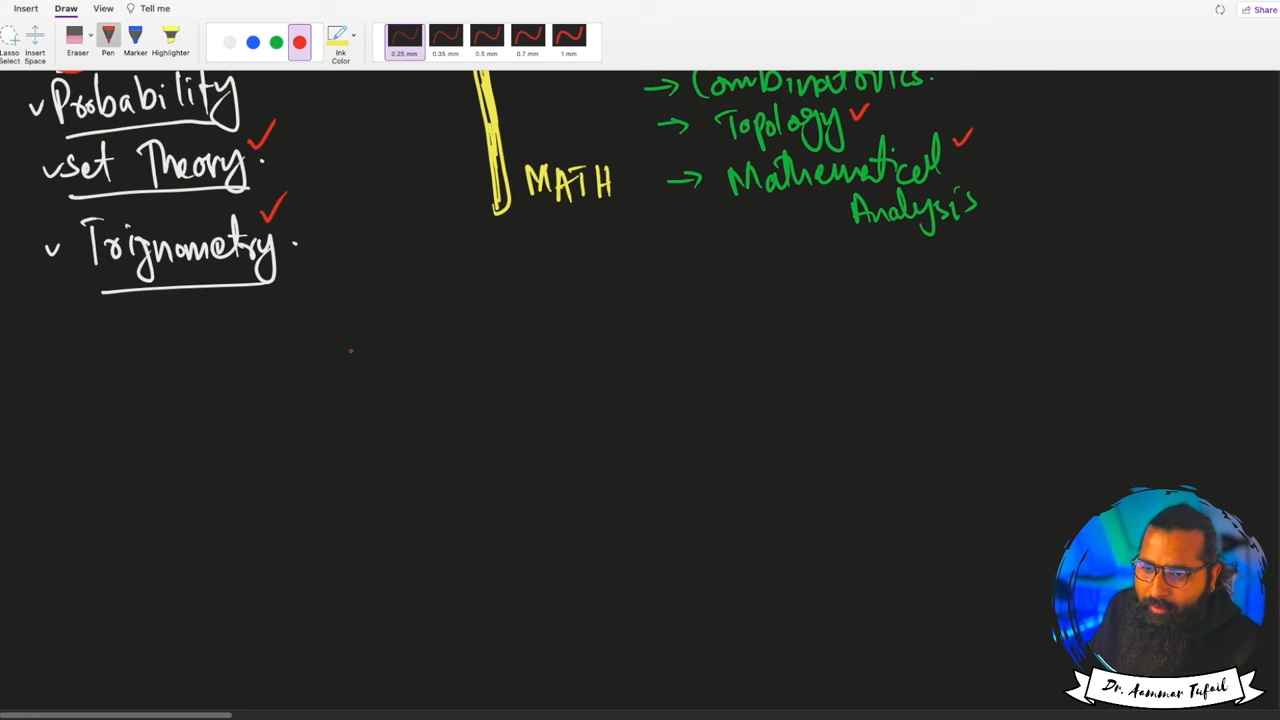 Insert Draw View Tell me
Share
Lasso Select
Insert Space
Eraser
Pen
Marker
Highlighter
Ink Color
0.25 mm
0.35 mm
0.5 mm
0.7 mm
1 mm
Probability
set Theory.
Trignometry.
MATH
→ Combinatorics.
→ Topology
→ Mathematical
Analysis
Dr. Aammar Tufail